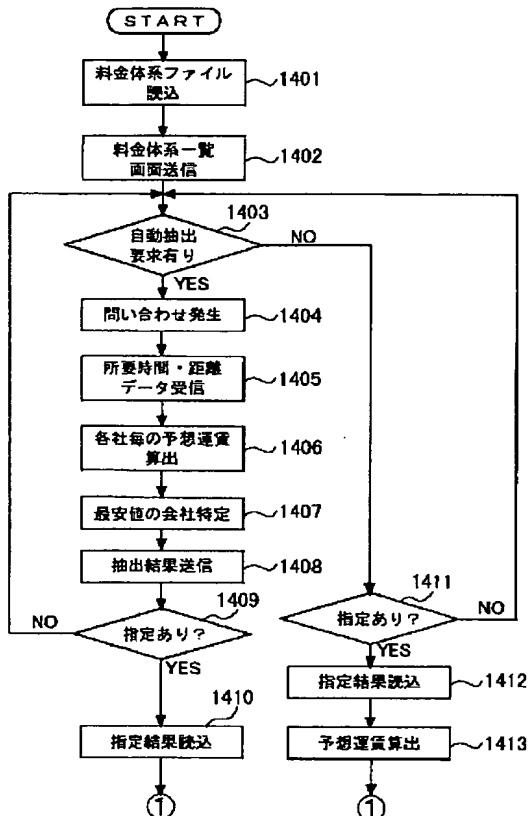 START
料金体系ファイル
読込
1401
料金体系一覧
画面送信
1402
1403
自動抽出
要求有り
NO
YES
問い合わせ発生
1404
所要時間・距離
データ受信
1405
各社毎の予想運賃
算出
1406
最安値の会社特定
1407
抽出結果送信
1408
1409
NO
指定あり?
YES
1411
指定あり?
NO
YES
1410
指定結果読込
指定結果読込
1412
予想運賃算出
1413
①
①